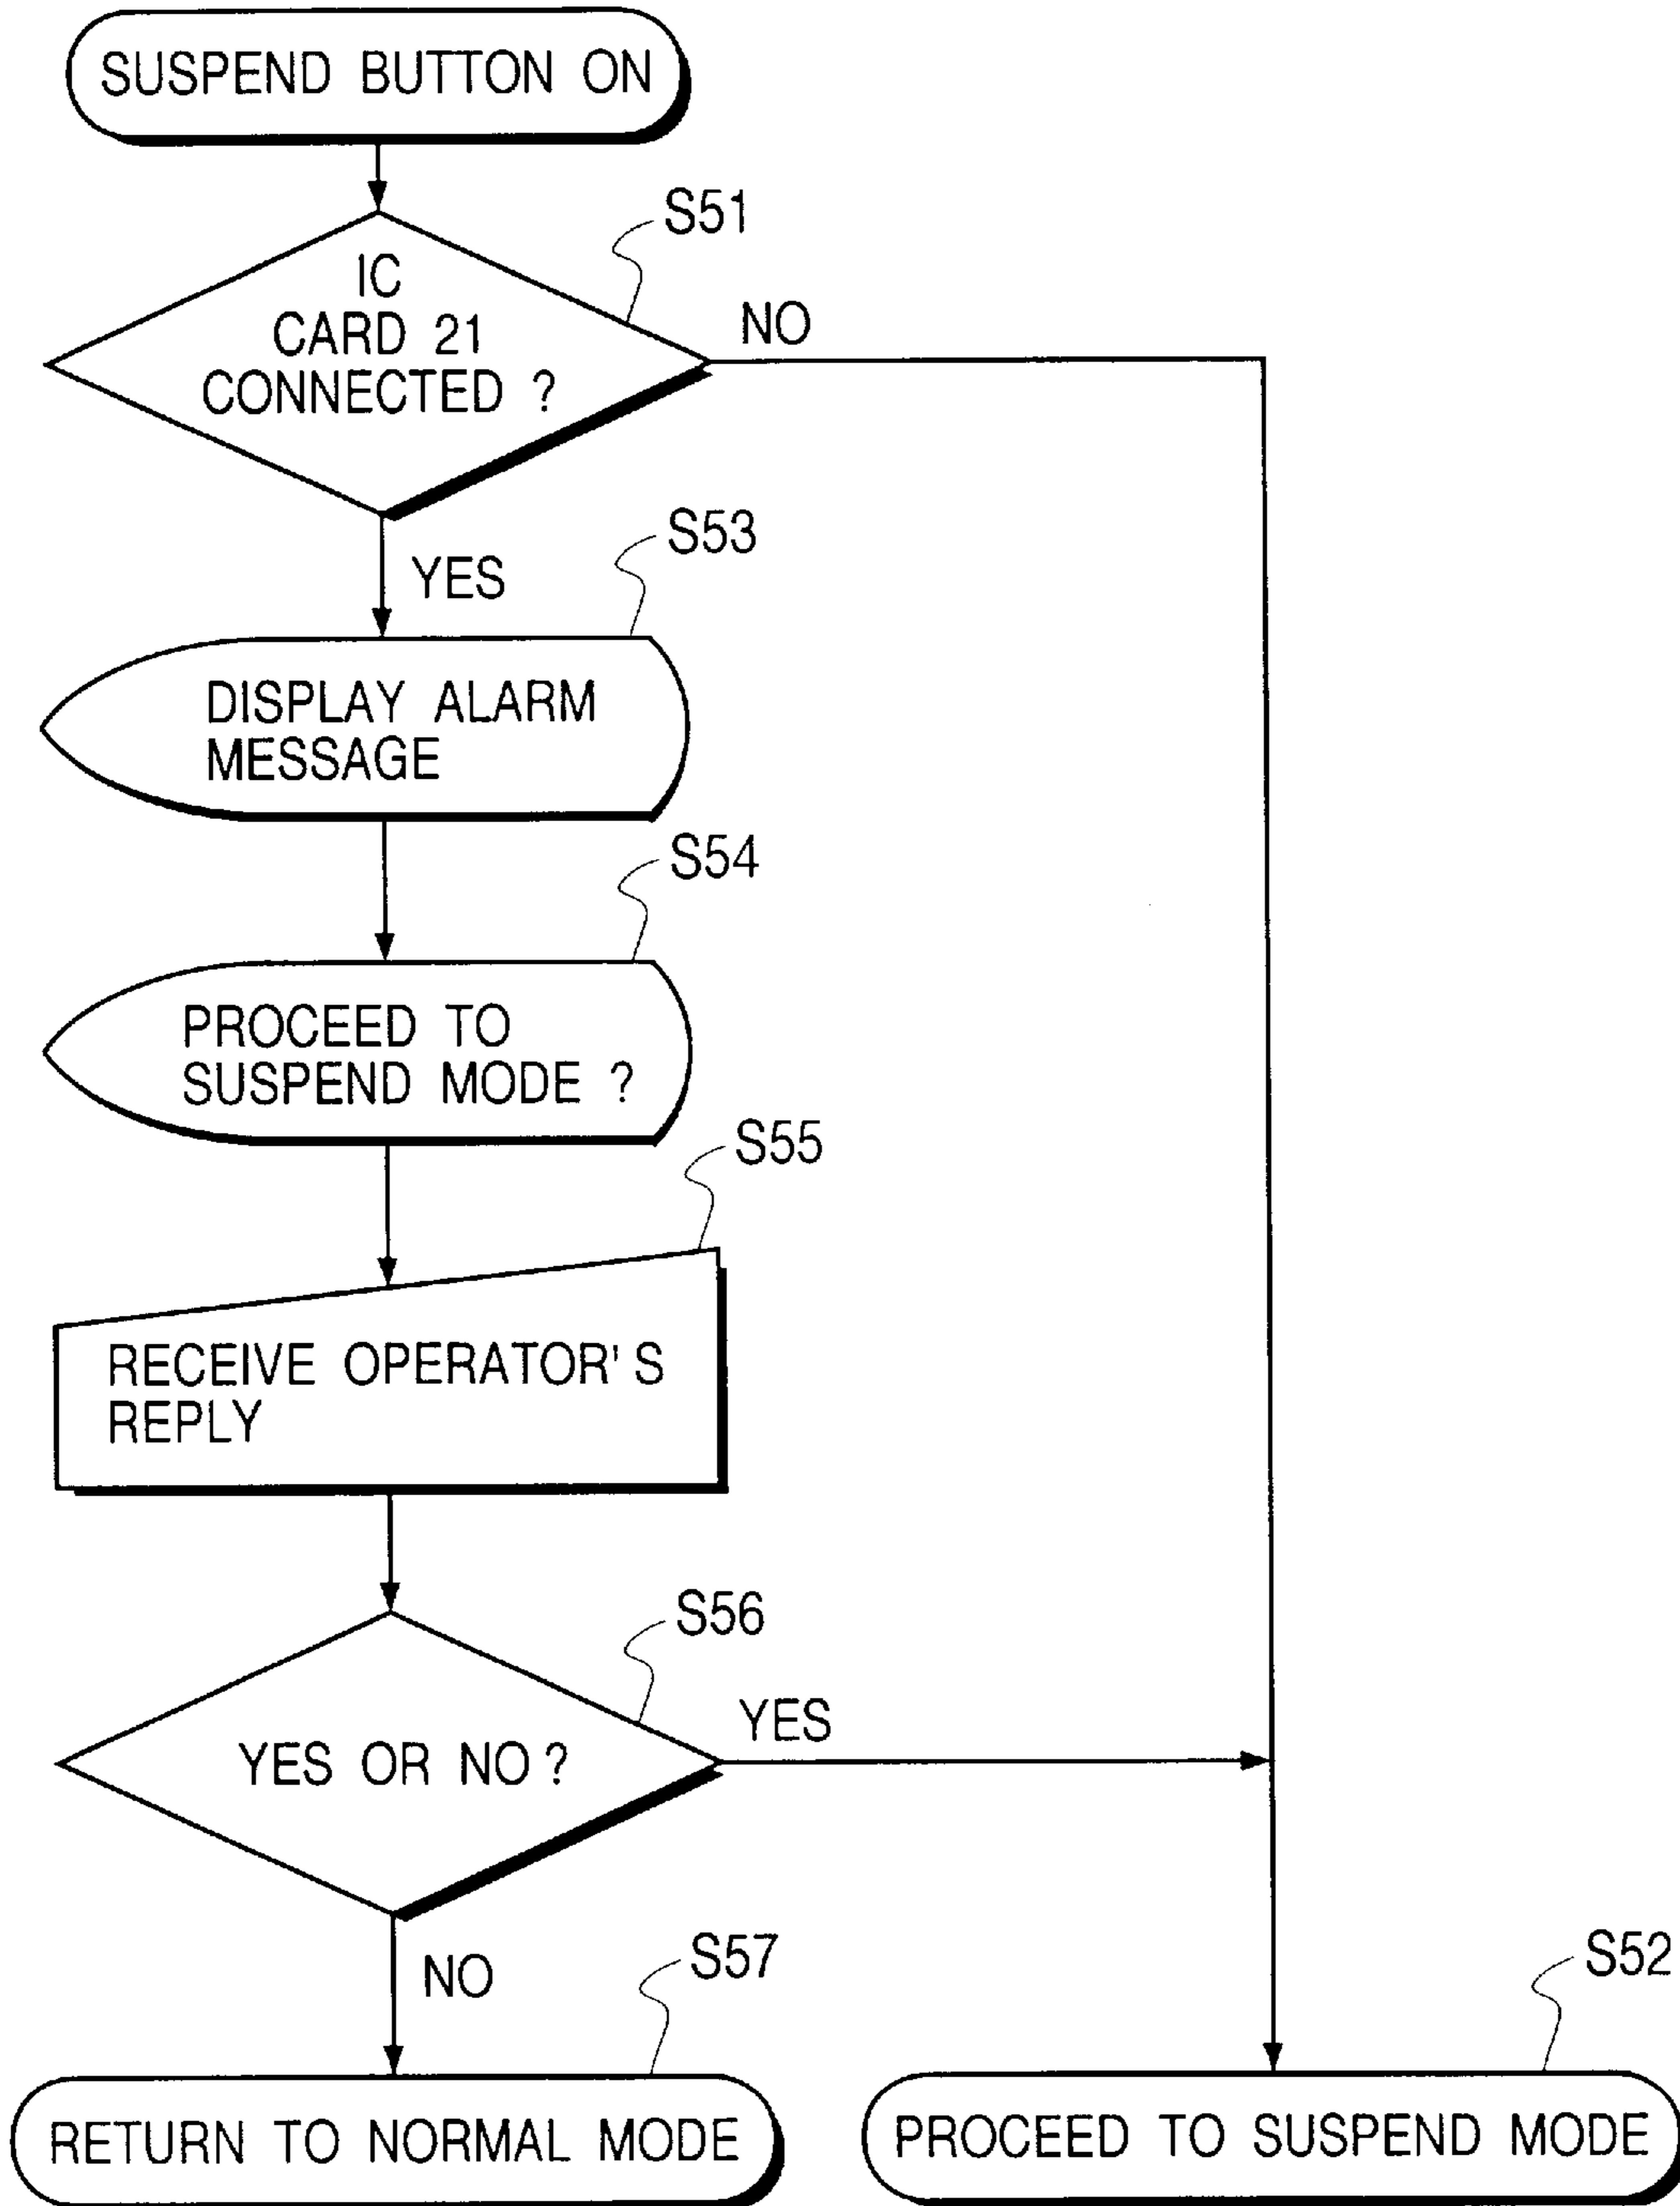 SUSPEND BUTTON ON
S51
IC
CARD 21
CONNECTED ?
NO
S53
YES
DISPLAY ALARM
MESSAGE
S54
PROCEED TO
SUSPEND MODE ?
S55
RECEIVE OPERATOR'S
REPLY
S56
YES OR NO ?
YES
NO
S57
S52
RETURN TO NORMAL MODE
PROCEED TO SUSPEND MODE